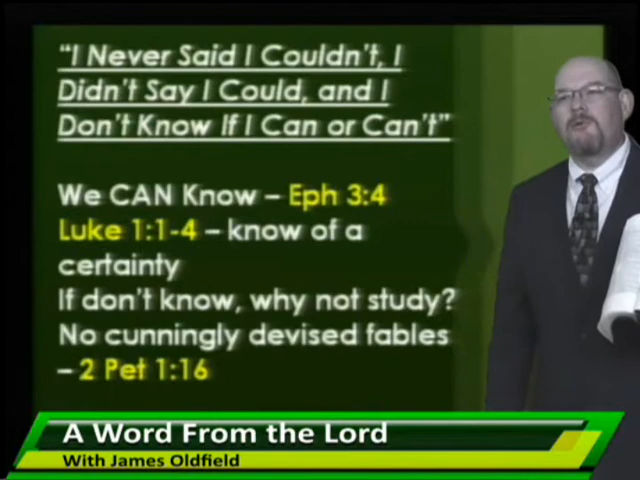 "I Never Said I Couldn't, I
Didn't Say I Could, and I
Don't Know If I Can or Can't"
We CAN Know – Eph 3:4
Luke 1:1-4 – know of a
certainty
If don't know, why not study?
No cunningly devised fables
– 2 Pet 1:16
A Word From the Lord
With James Oldfield